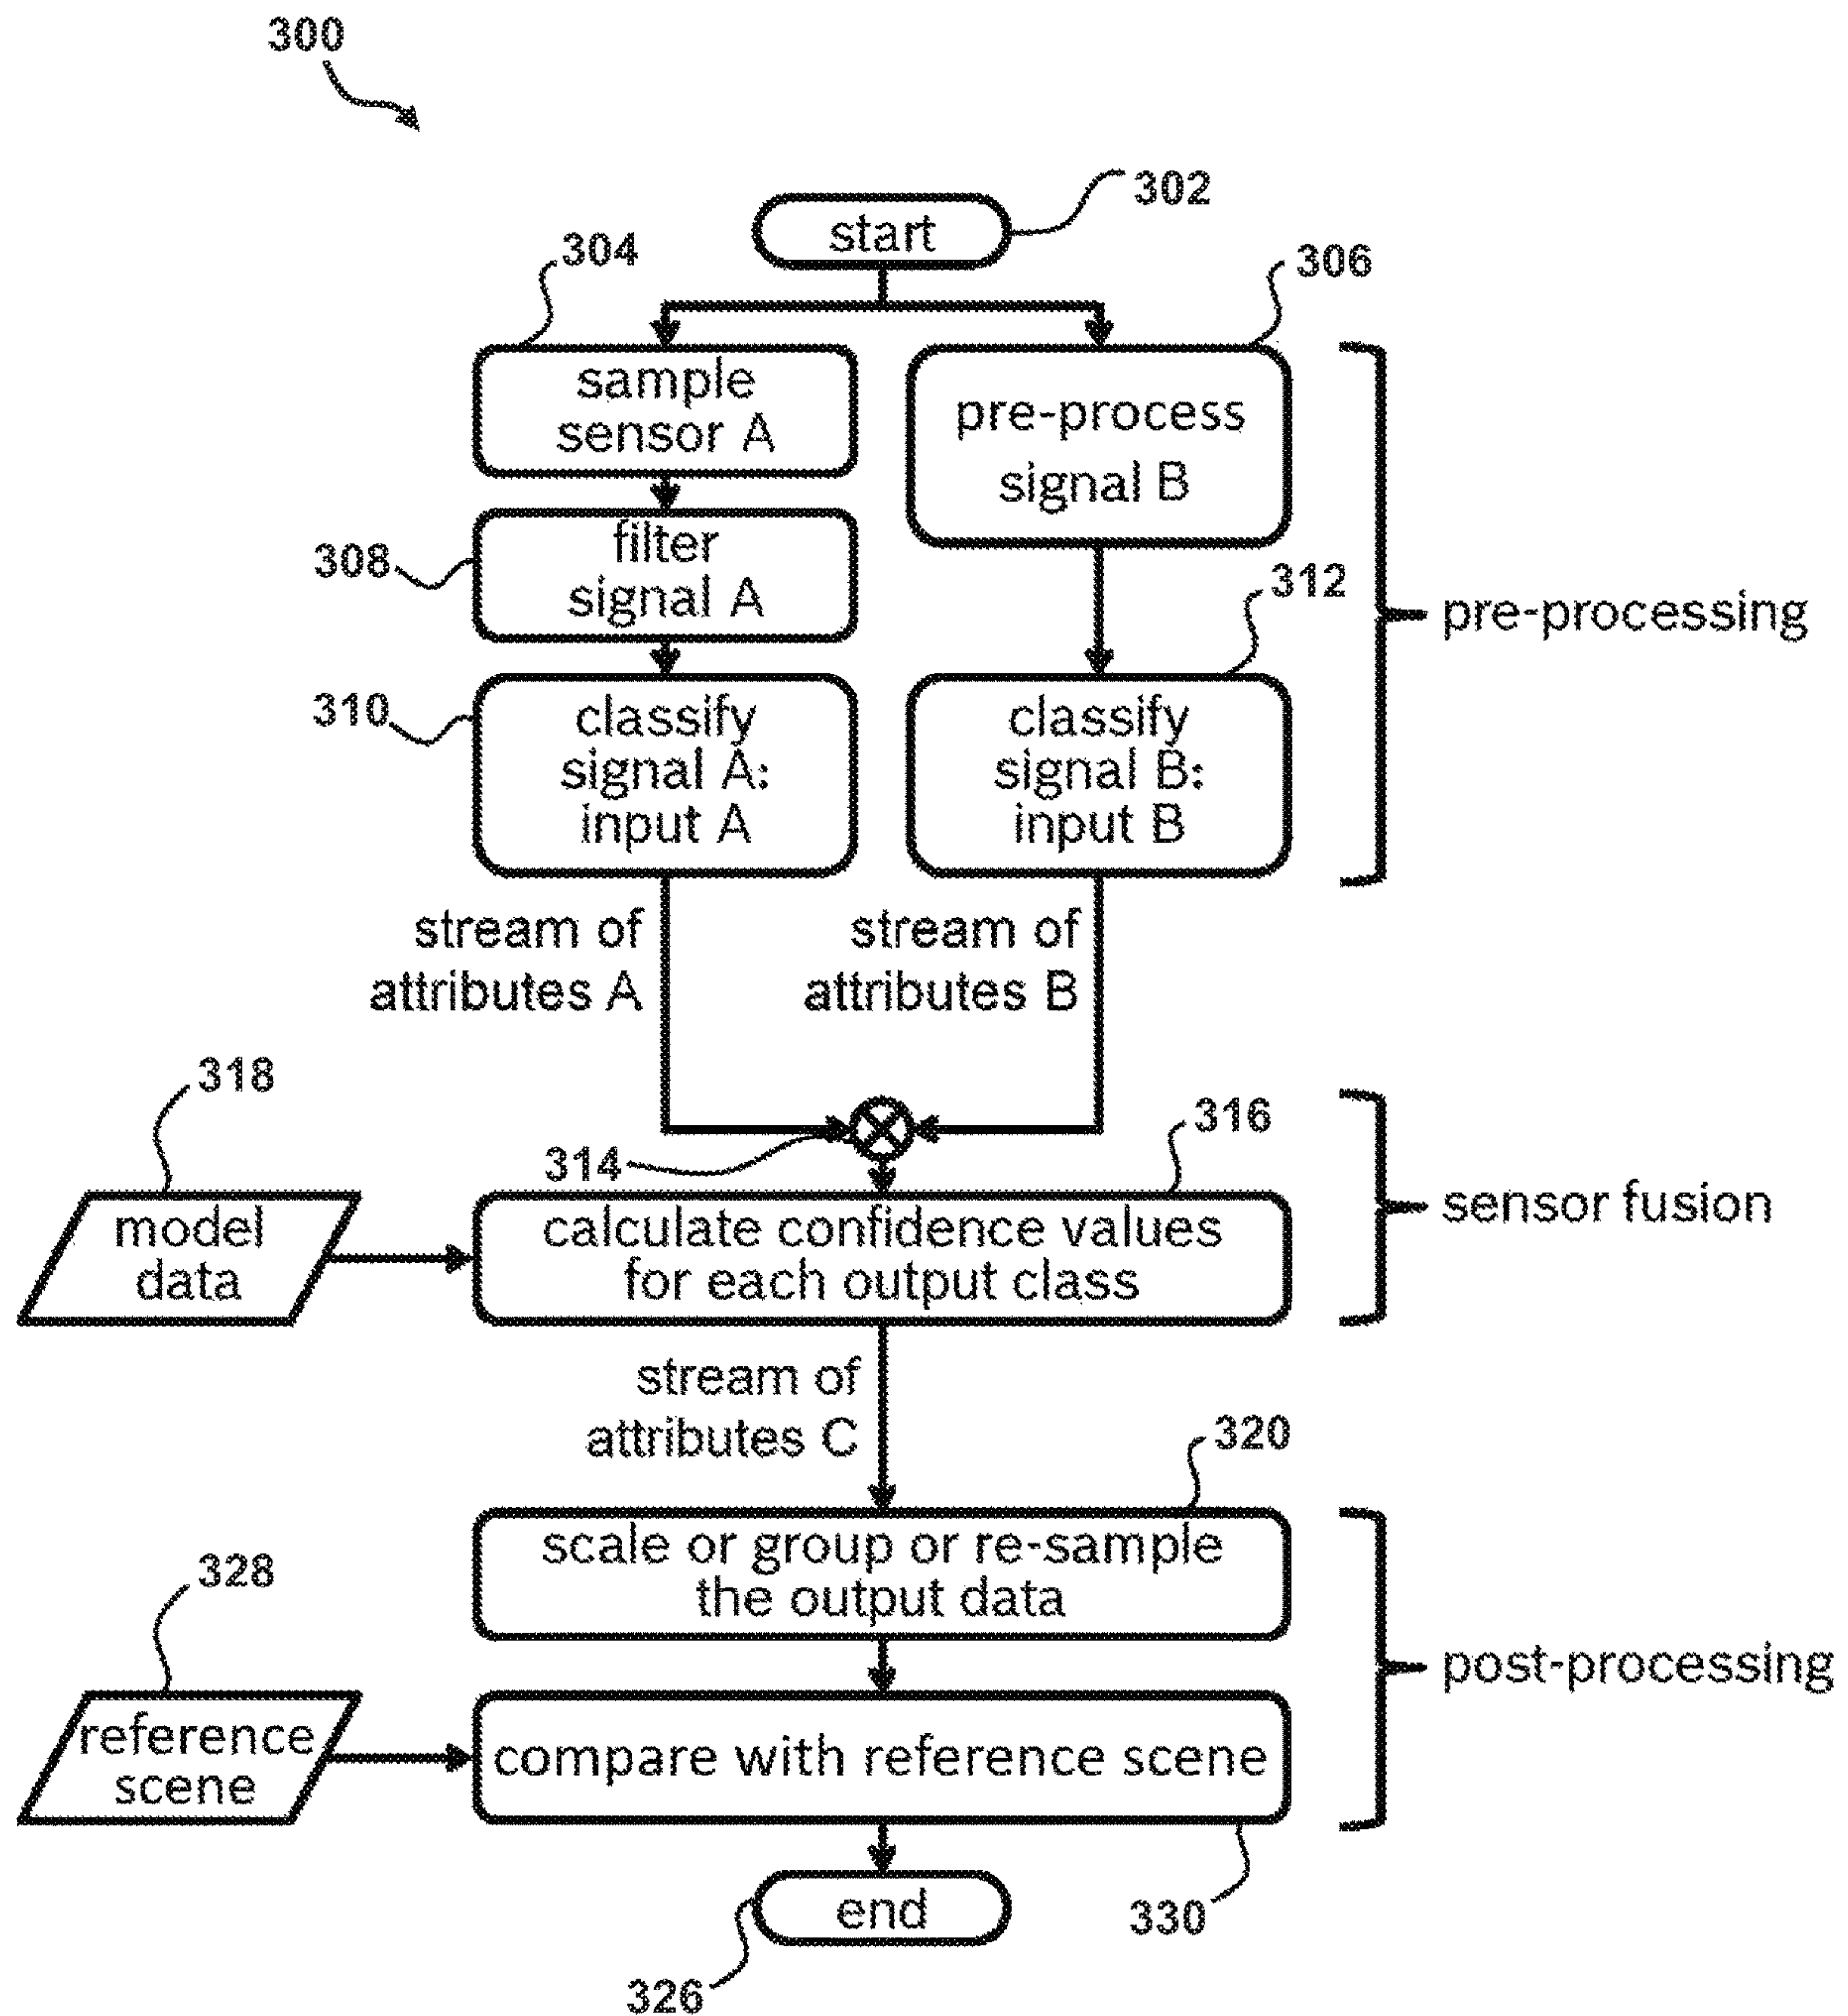 300
302
start
304
306
sample
sensor A
pre-process
signal B
308
filter
signal A
312
pre-processing
310
classify
signal A:
input A
classify
signal B:
input B
stream of
attributes A
stream of
attributes B
318
316
314
sensor fusion
model
data
calculate confidence values
for each output class
stream of
attributes C
320
scale or group or re-sample
the output data
328
post-processing
reference
scene
compare with reference scene
end
330
326